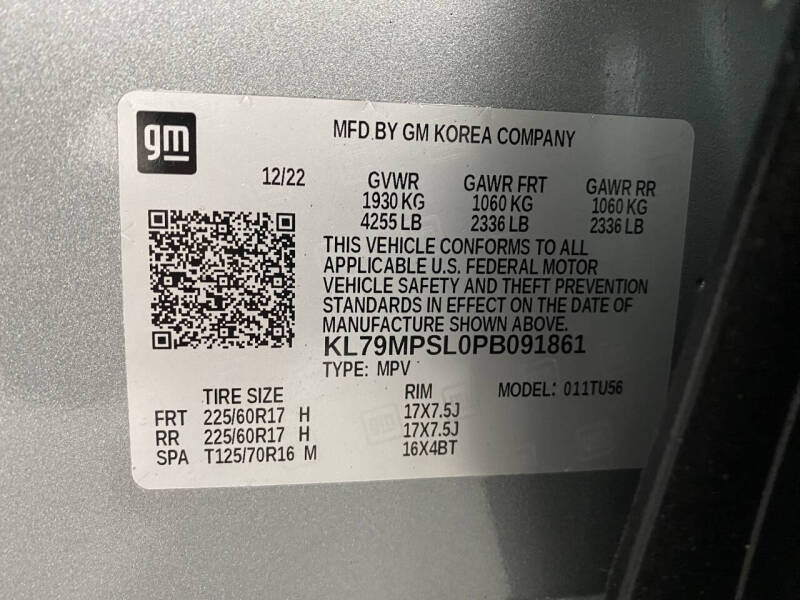 gm
MFD BY GM KOREA COMPANY
12/22 GVWR GAWR FRT GAWR RR
1930 KG 1060 KG 1060 KG
4255 LB 2336 LB 2336 LB
THIS VEHICLE CONFORMS TO ALL
APPLICABLE U.S. FEDERAL MOTOR
VEHICLE SAFETY AND THEFT PREVENTION
STANDARDS IN EFFECT ON THE DATE OF
MANUFACTURE SHOWN ABOVE.
KL79MPSL0PB091861
TYPE: MPV
TIRE SIZE RIM MODEL: 011TU56
FRT 225/60R17 H 17X7.5J
RR 225/60R17 H 17X7.5J
SPA T125/70R16 M 16X4BT